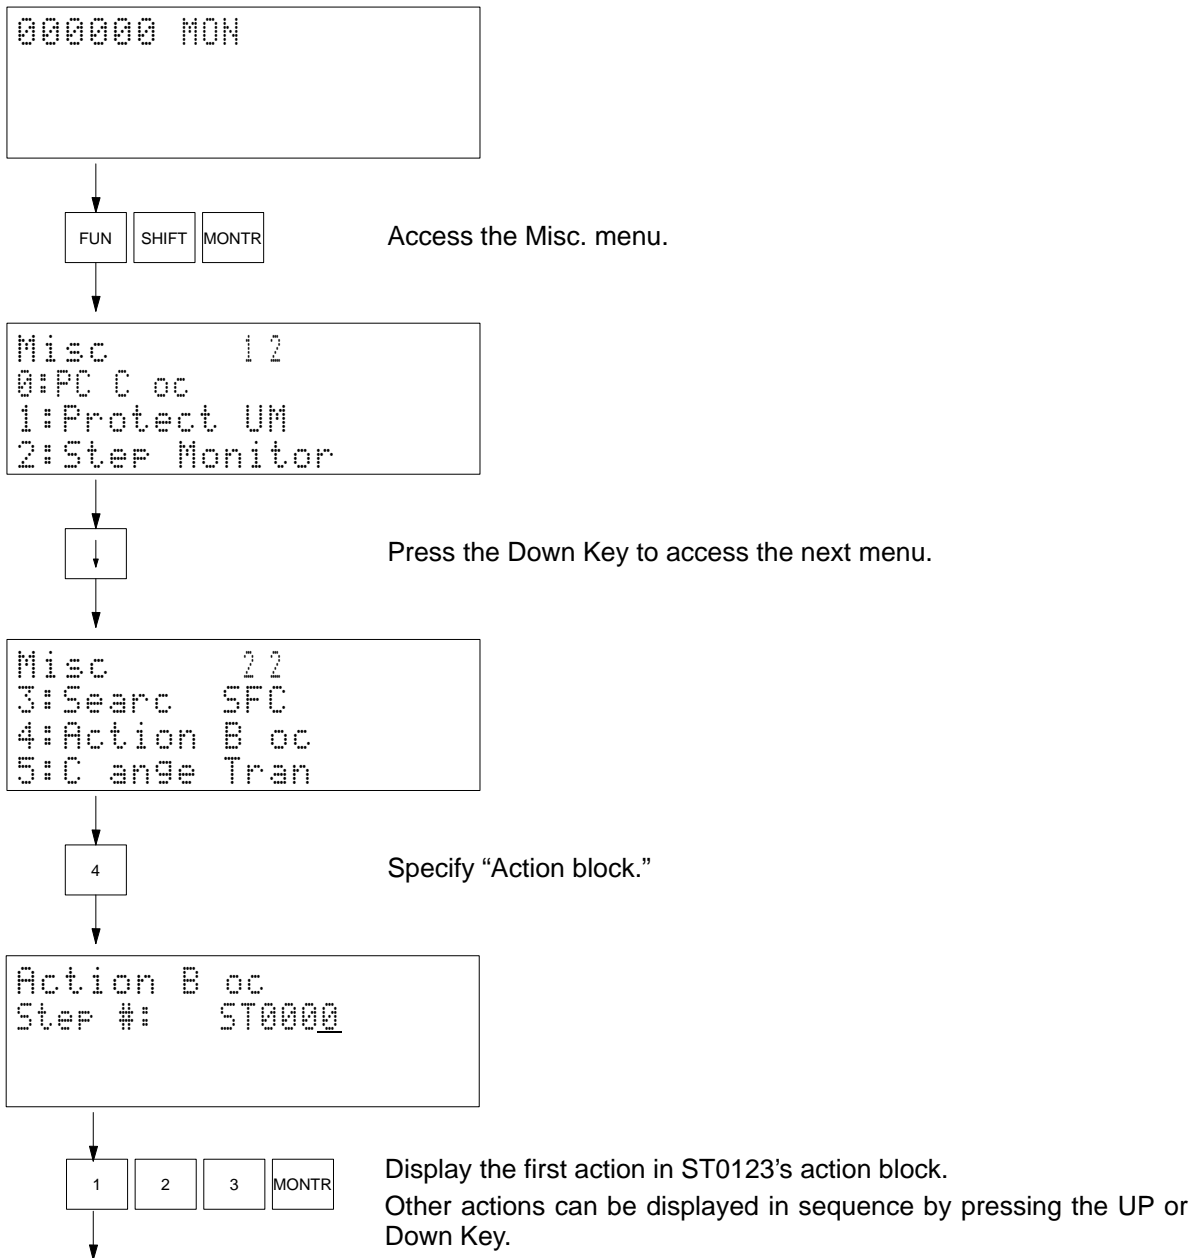 000000 MON
FUN SHIFT MONTR
Access the Misc. menu.
Misc 1 2
0:PC C oc
1:Protect UM
2:Step Monitor
Press the Down Key to access the next menu.
Misc 2 2
3:Searc SFC
4:Action B oc
5:C ange Tran
4
Specify “Action block.”
Action B oc
Step #: ST0000
1 2 3 MONTR
Display the first action in ST0123’s action block.
Other actions can be displayed in sequence by pressing the UP or
Down Key.